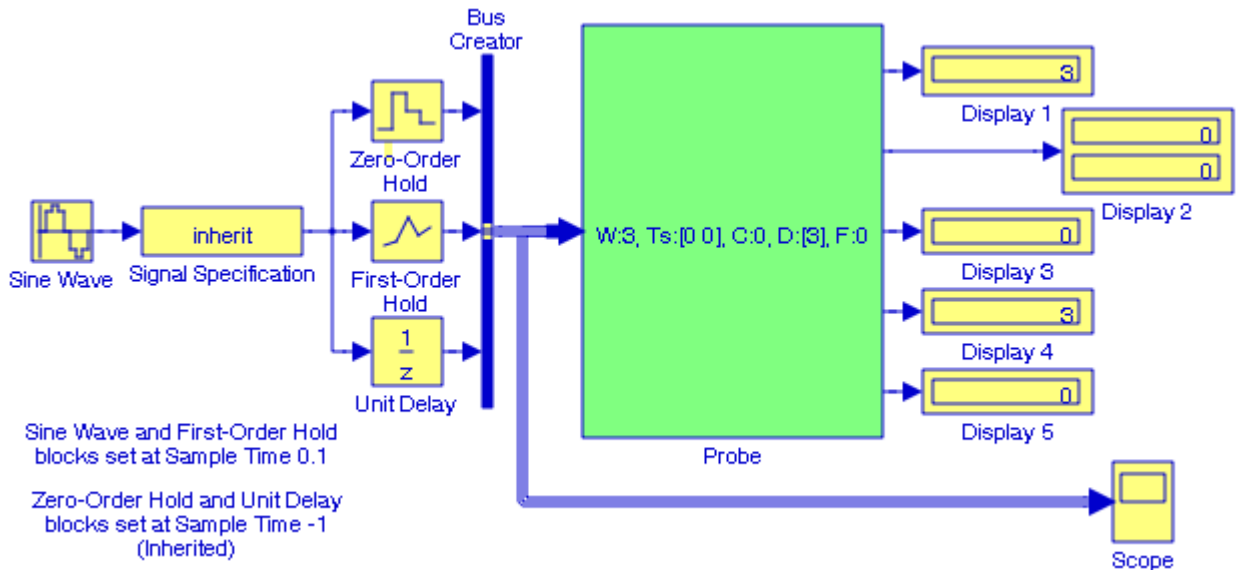 Bus
Creator
3
Display 1
Zero-Order
Hold
0
0
Display 2
inherit
Sine Wave
Signal Specification
First-Order
Hold
W:3, Ts:[0 0], C:0, D:[3], F:0
0
Display 3
1
z
Unit Delay
3
Display 4
0
Display 5
Probe
Sine Wave and First-Order Hold
blocks set at Sample Time 0.1
Zero-Order Hold and Unit Delay
blocks set at Sample Time -1
(Inherited)
Scope